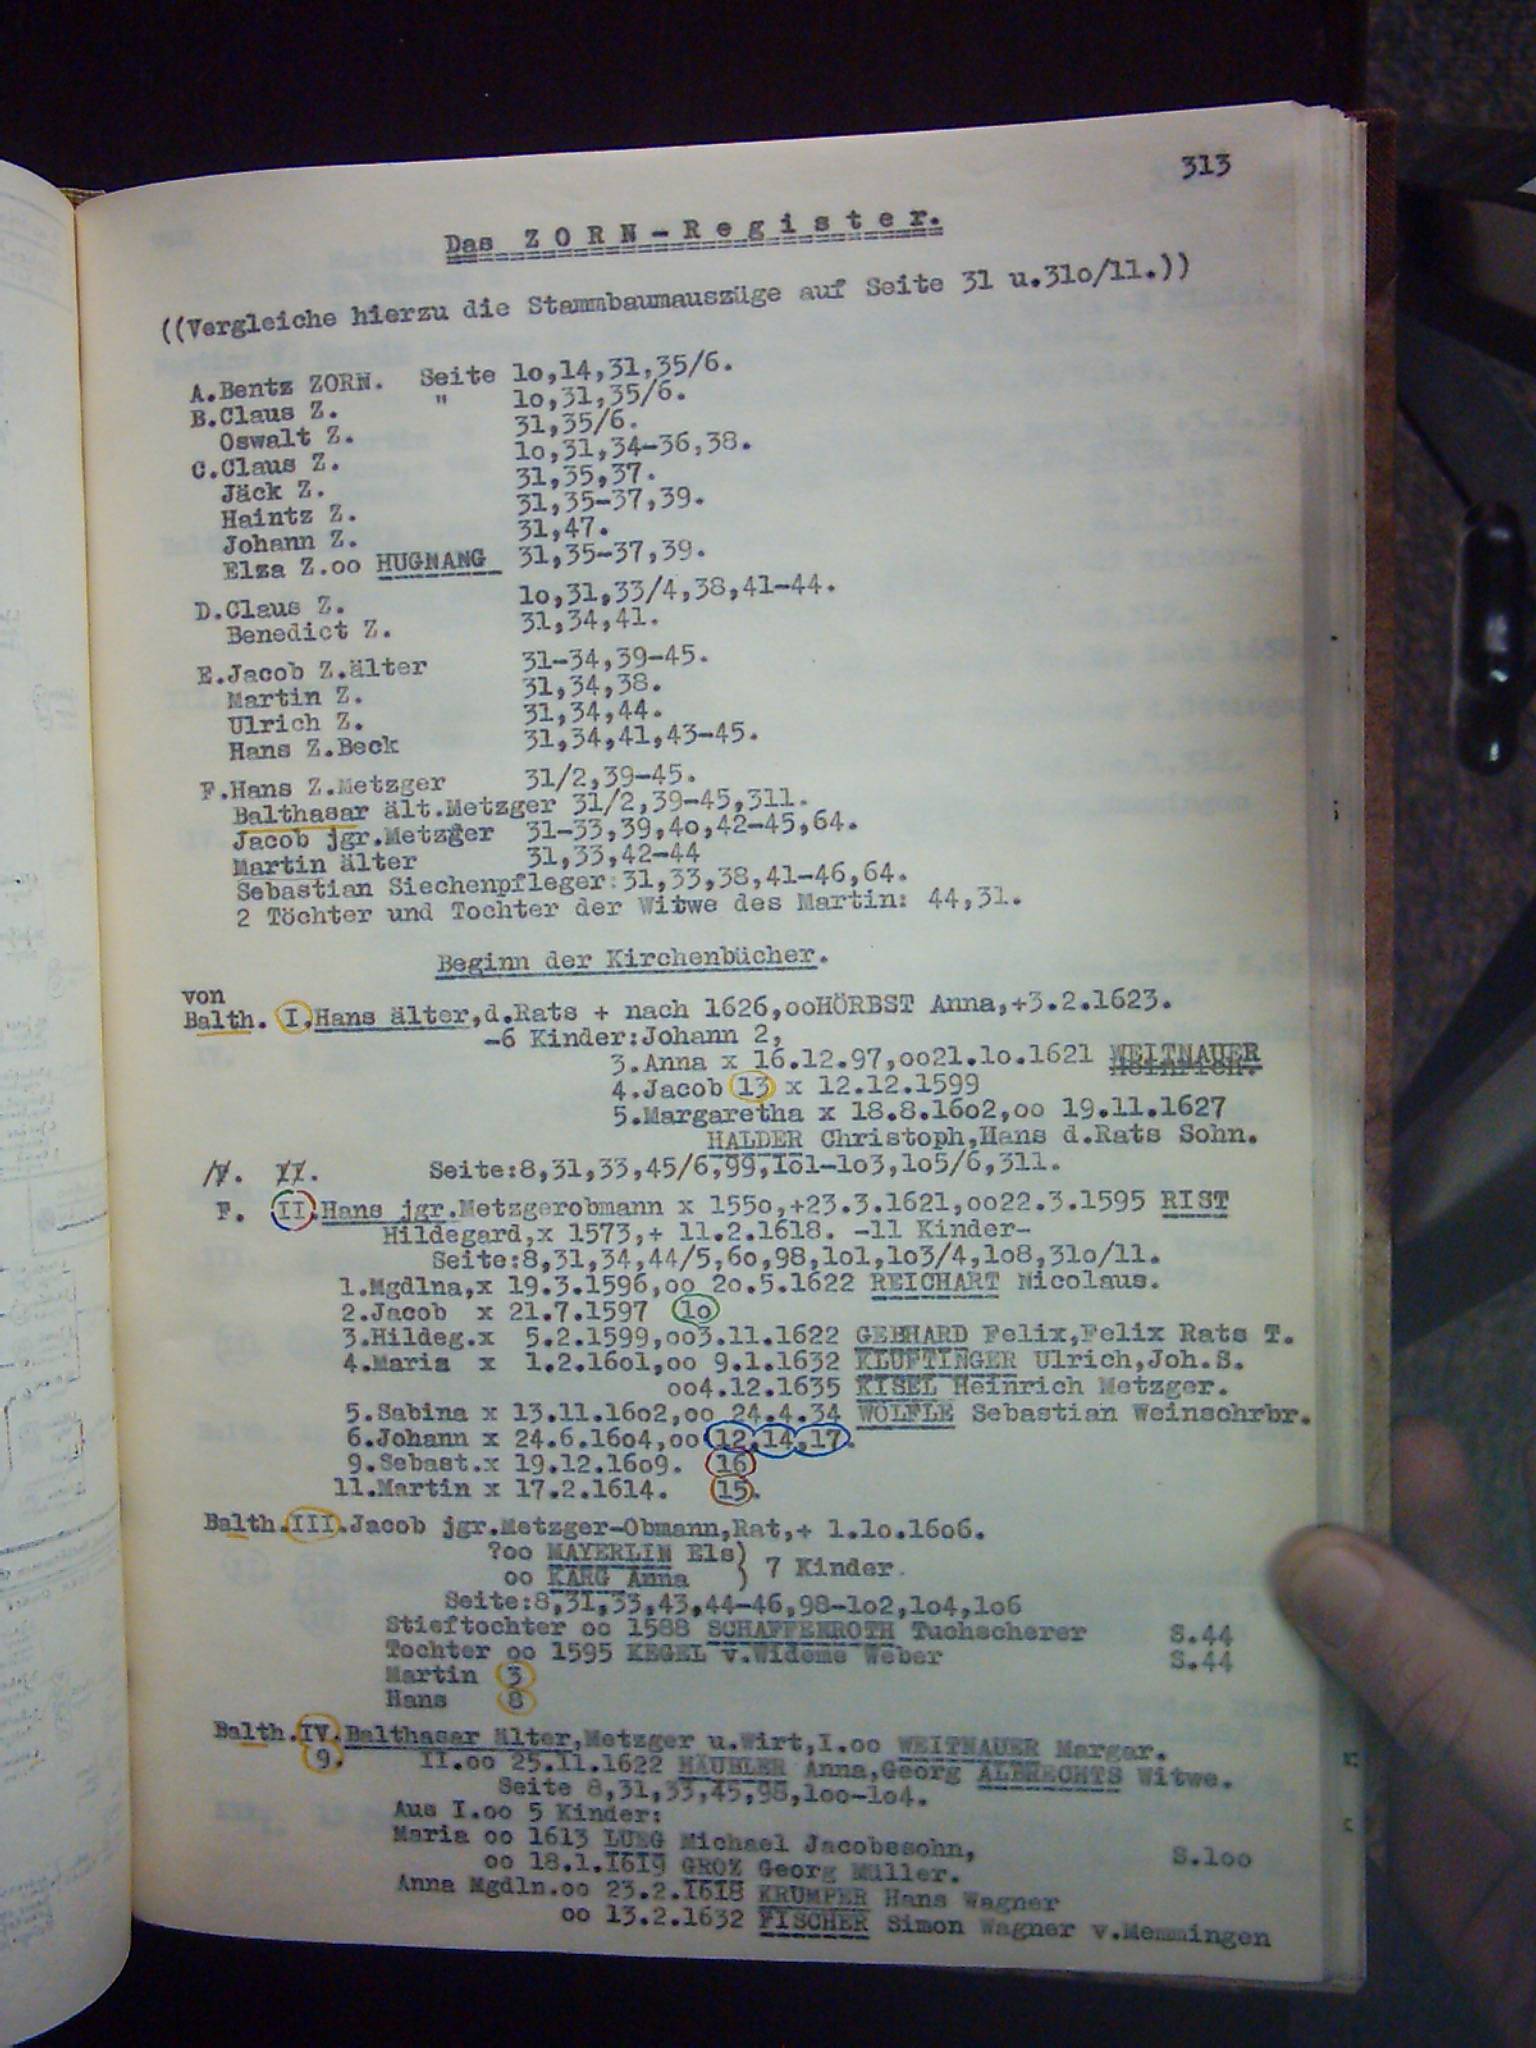 313
Das ZORN-Register.
((Vergleiche hierzu die Stammbaumauszüge auf Seite 31 u.31o/11.))
A.Bentz ZORN. Seite 1o,14,31,35/6.
B.Claus Z. " 1o,31,35/6.
Oswalt Z. 31,35/6.
C.Claus Z. 1o,31,34-36,38.
Jäck Z. 31,35,37.
Haintz Z. 31,35-37,39.
Johann Z. 31,47.
Elza Z.oo HUGNANG 31,35-37,39.
D.Claus Z. 1o,31,33/4,38,41-44.
Benedict Z. 31,34,41.
E.Jacob Z.älter 31-34,39-45.
Martin Z. 31,34,38.
Ulrich Z. 31,34,44.
Hans Z.Beck 31,34,41,43-45.
F.Hans Z.Metzger 31/2,39-45.
Balthasar ält.Metzger 31/2,39-45,311.
Jacob jgr.Metzger 31-33,39,4o,42-45,64.
Martin älter 31,33,42-44
Sebastian Siechenpfleger:31,33,38,41-46,64.
2 Töchter und Tochter der Witwe des Martin: 44,31.
Beginn der Kirchenbücher.
von
Balth. I.Hans älter,d.Rats + nach 1626,ooHÖRBST Anna,+3.2.1623.
-6 Kinder:Johann 2,
3.Anna x 16.12.97,oo21.1o.1621 WEITNAUER
Heinrich.
4.Jacob 13 x 12.12.1599
5.Margaretha x 18.8.16o2,oo 19.11.1627
HALDER Christoph,Hans d.Rats Sohn.
Seite:8,31,33,45/6,99,1o1-1o3,1o5/6,311.
F. II.Hans jgr.Metzgerobmann x 155o,+23.3.1621,oo22.3.1595 RIST
Hildegard,x 1573,+ 11.2.1618. -11 Kinder-
Seite:8,31,34,44/5,6o,98,1o1,1o3/4,1o8,31o/11.
1.Mgdlna,x 19.3.1596,oo 2o.5.1622 REICHART Nicolaus.
2.Jacob x 21.7.1597 1o
3.Hildeg.x 5.2.1599,oo3.11.1622 GEBHARD Felix,Felix Rats T.
4.Maria x 1.2.16o1,oo 9.1.1632 KLUFTINGER Ulrich,Joh.S.
oo4.12.1635 KISEL Heinrich Metzger.
5.Sabina x 13.11.16o2,oo 24.4.34 WÖLFLE Sebastian Weinschrbr.
6.Johann x 24.6.16o4,oo 12,14,17.
9.Sebast.x 19.12.16o9. 16
11.Martin x 17.2.1614. 15.
Balth.III.Jacob jgr.Metzger-Obmann,Rat,+ 1.1o.16o6.
?oo MAYERLIN Els)
oo KARG Anna ) 7 Kinder.
Seite:8,31,33,43,44-46,98-1o2,1o4,1o6
Stieftochter oo 1588 SCHAFFENROTH Tuchscherer S.44
Tochter oo 1595 KEGEL v.Widems Weber S.44
Martin 3
Hans 8
Balth.IV.Balthasar älter,Metzger u.Wirt,I.oo WEITNAUER Margar.
9. II.oo 25.11.1622 MÄUBLER Anna,Georg ALBRECHTS Witwe.
Seite 8,31,33,45,98,1oo-1o4.
Aus I.oo 5 Kinder:
Maria oo 1613 LUEG Michael Jacobssohn, S.1oo
oo 18.1.1619 GROZ Georg Müller.
Anna Mgdln.oo 23.2.1618 KRUMPER Hans Wagner
oo 13.2.1632 FISCHER Simon Wagner v.Memmingen